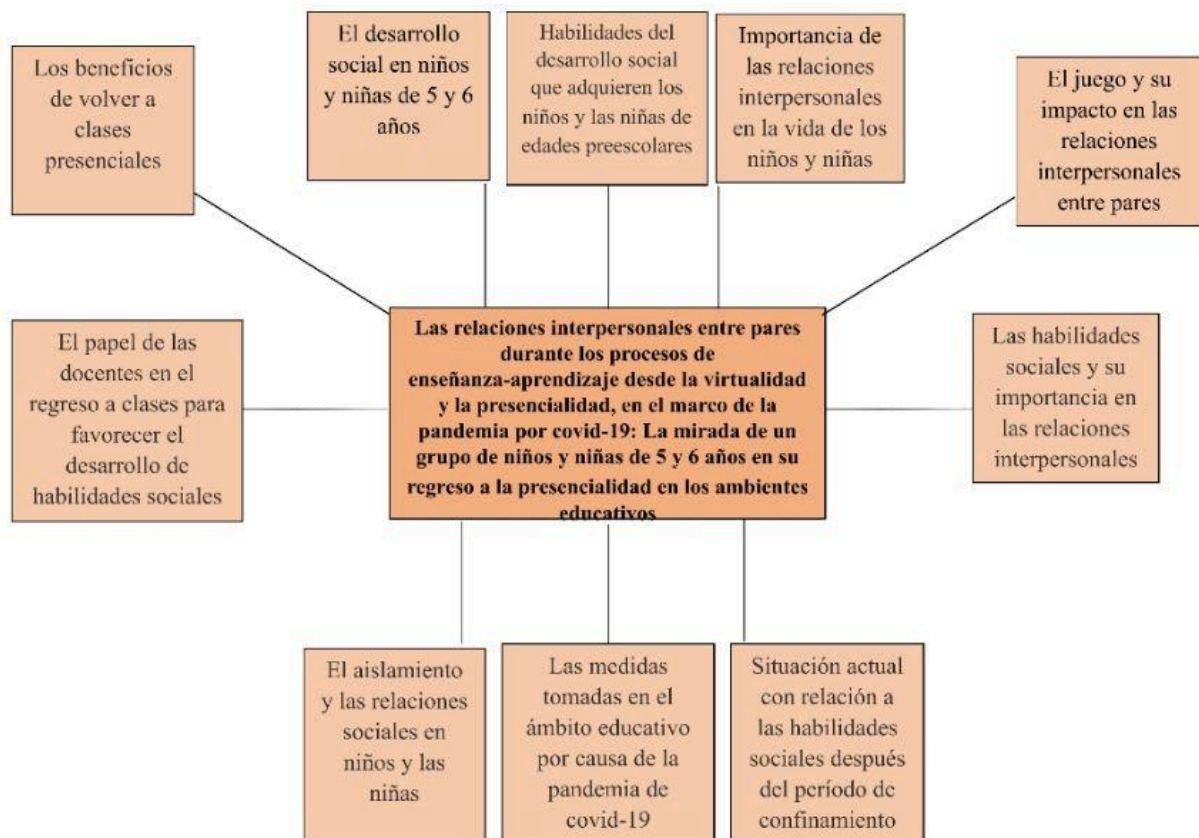 Los beneficios
de volver a
clases
presenciales
El desarrollo
social en niños
y niñas de 5 y 6
años
Habilidades del
desarrollo social
que adquieren los
niños y las niñas de
edades preescolares
Importancia de
las relaciones
interpersonales
en la vida de los
niños y niñas
El juego y su
impacto en las
relaciones
interpersonales
entre pares
El papel de las
docentes en el
regreso a clases para
favorecer el
desarrollo de
habilidades sociales
Las relaciones interpersonales entre pares
durante los procesos de
enseñanza-aprendizaje desde la virtualidad
y la presencialidad, en el marco de la
pandemia por covid-19: La mirada de un
grupo de niños y niñas de 5 y 6 años en su
regreso a la presencialidad en los ambientes
educativos
Las habilidades
sociales y su
importancia en
las relaciones
interpersonales
El aislamiento
y las relaciones
sociales en
niños y las
niñas
Las medidas
tomadas en el
ámbito educativo
por causa de la
pandemia de
covid-19
Situación actual
con relación a
las habilidades
sociales después
del período de
confinamiento